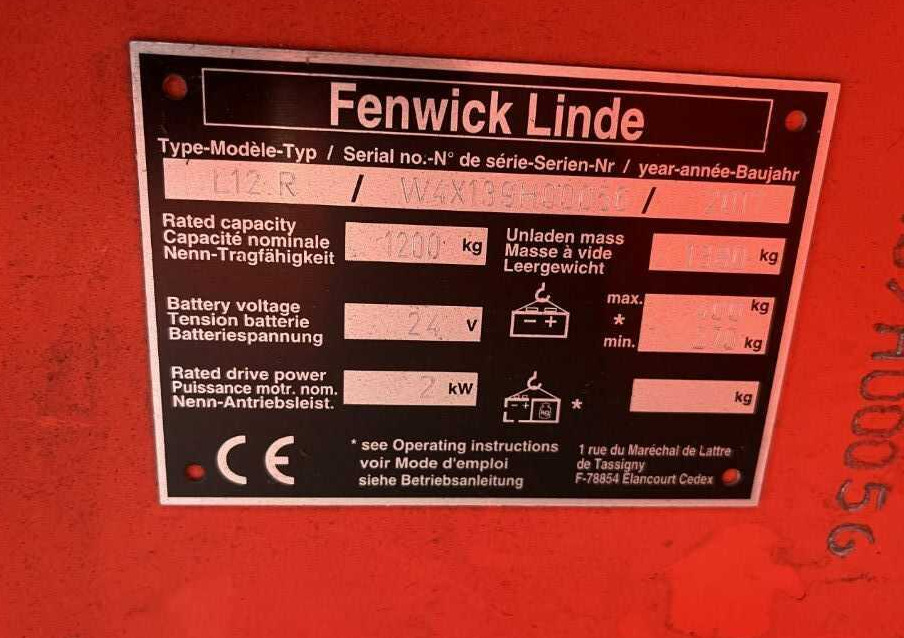 Fenwick Linde
Type-Modèle-Typ / Serial no.-N° de série-Serien-Nr / year-année-Baujahr
L12.R / /
Rated capacity
Capacité nominale
Nenn-Tragfähigkeit
1200 kg
Unladen mass
Masse à vide
Leergewicht
kg
Battery voltage
Tension batterie
Batteriespannung
24 V
max. kg
*
min. 270 kg
Rated drive power
Puissance motr. nom.
Nenn-Antriebsleist.
2 kW
*
kg
CE
* see Operating instructions
voir Mode d'emploi
siehe Betriebsanleitung
1 rue du Maréchal de Lattre
de Tassigny
F-78854 Elancourt Cedex